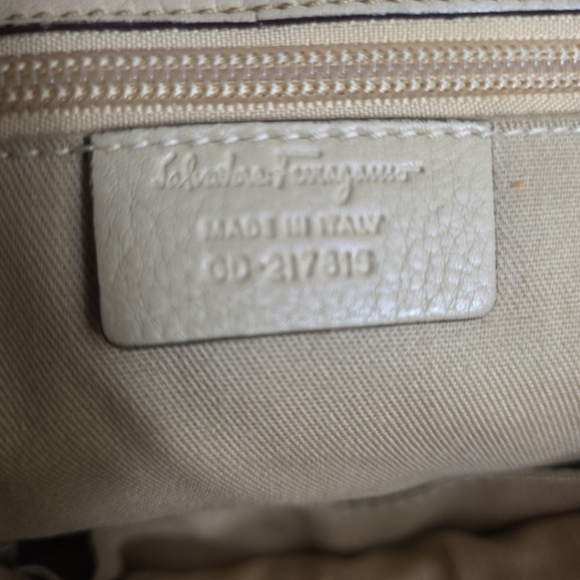 Salvatore Ferragamo
MADE IN ITALY
GD-217815